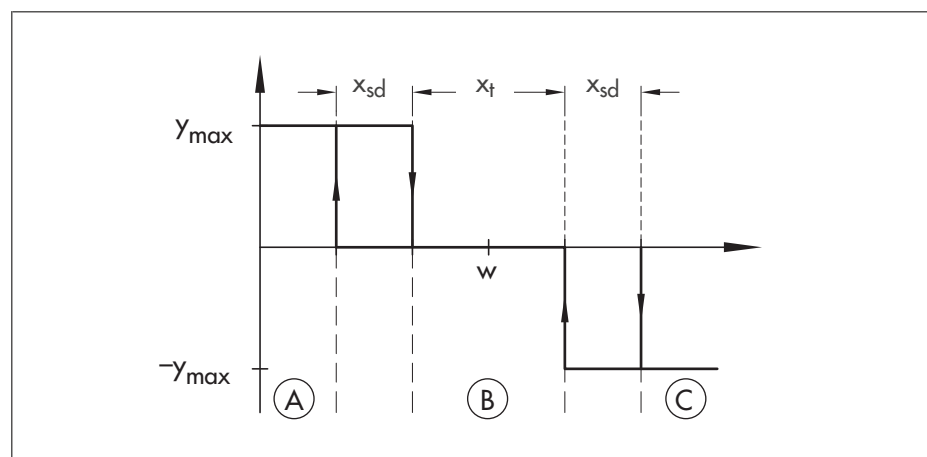 x_sd x_t x_sd
y_max
w
–y_max
A B C